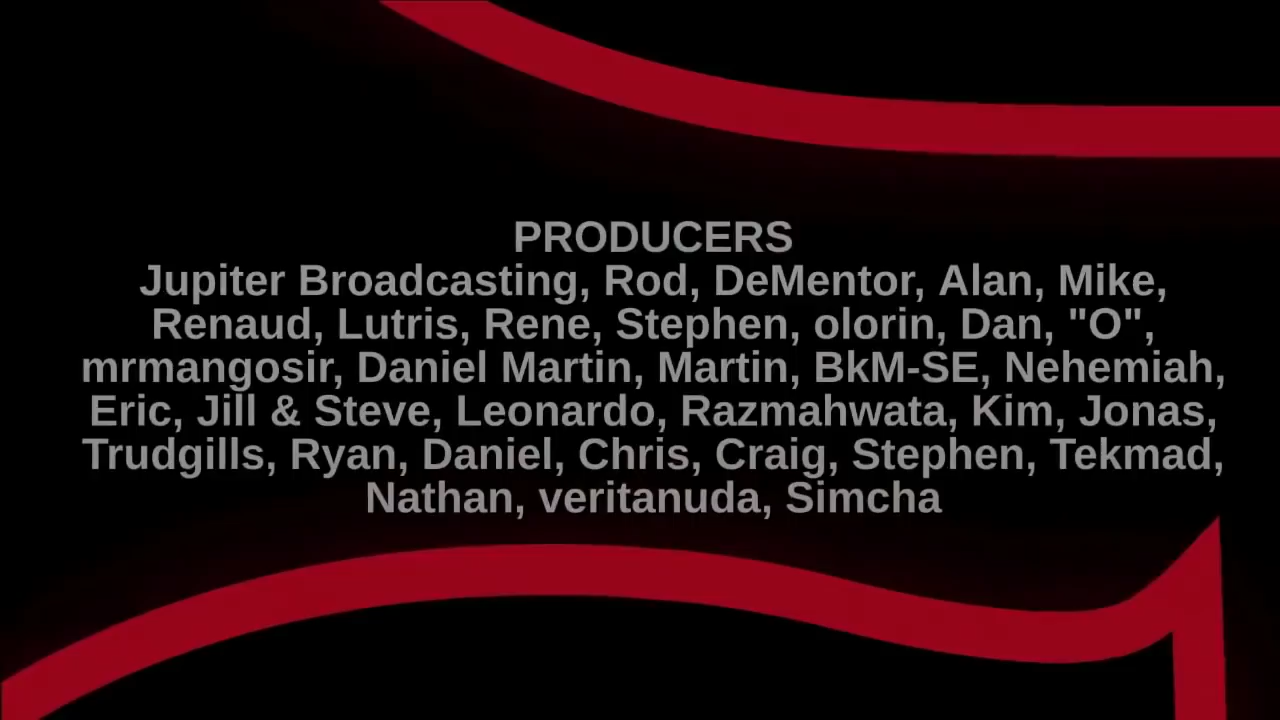 PRODUCERS
Jupiter Broadcasting, Rod, DeMentor, Alan, Mike,
Renaud, Lutris, Rene, Stephen, olorin, Dan, "O",
mrmangosir, Daniel Martin, Martin, BkM-SE, Nehemiah,
Eric, Jill & Steve, Leonardo, Razmahwata, Kim, Jonas,
Trudgills, Ryan, Daniel, Chris, Craig, Stephen, Tekmad,
Nathan, veritanuda, Simcha